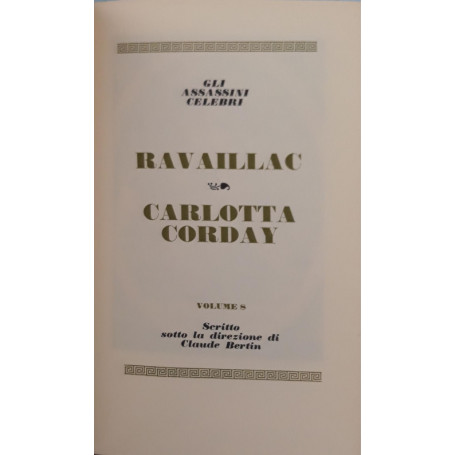 GLI
ASSASSINI
CELEBRI
RAVAILLAC
CARLOTTA
CORDAY
VOLUME 8
Scritto
sotto la direzione di
Claude Bertin